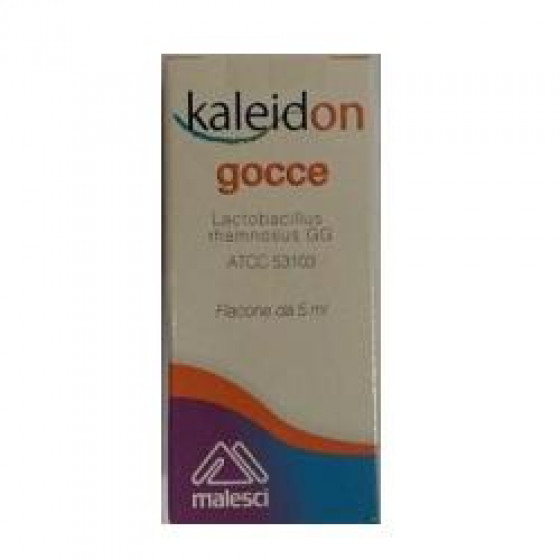 kaleidon
gocce
Lactobacillus
rhamnosus GG
ATCC 53103
Flacone da 5 ml
malesci